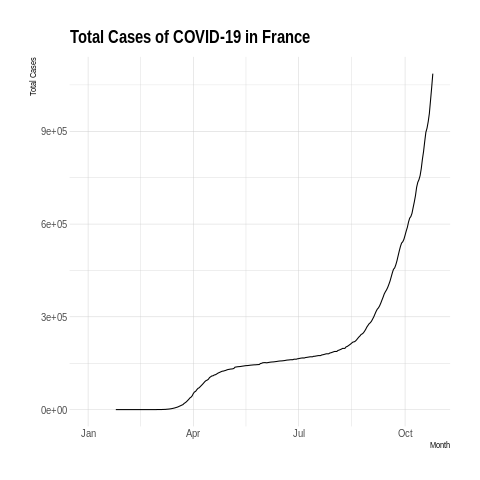 Total Cases of COVID-19 in France
Total Cases
9e+05
6e+05
3e+05
0e+00
Jan Apr Jul Oct
Month